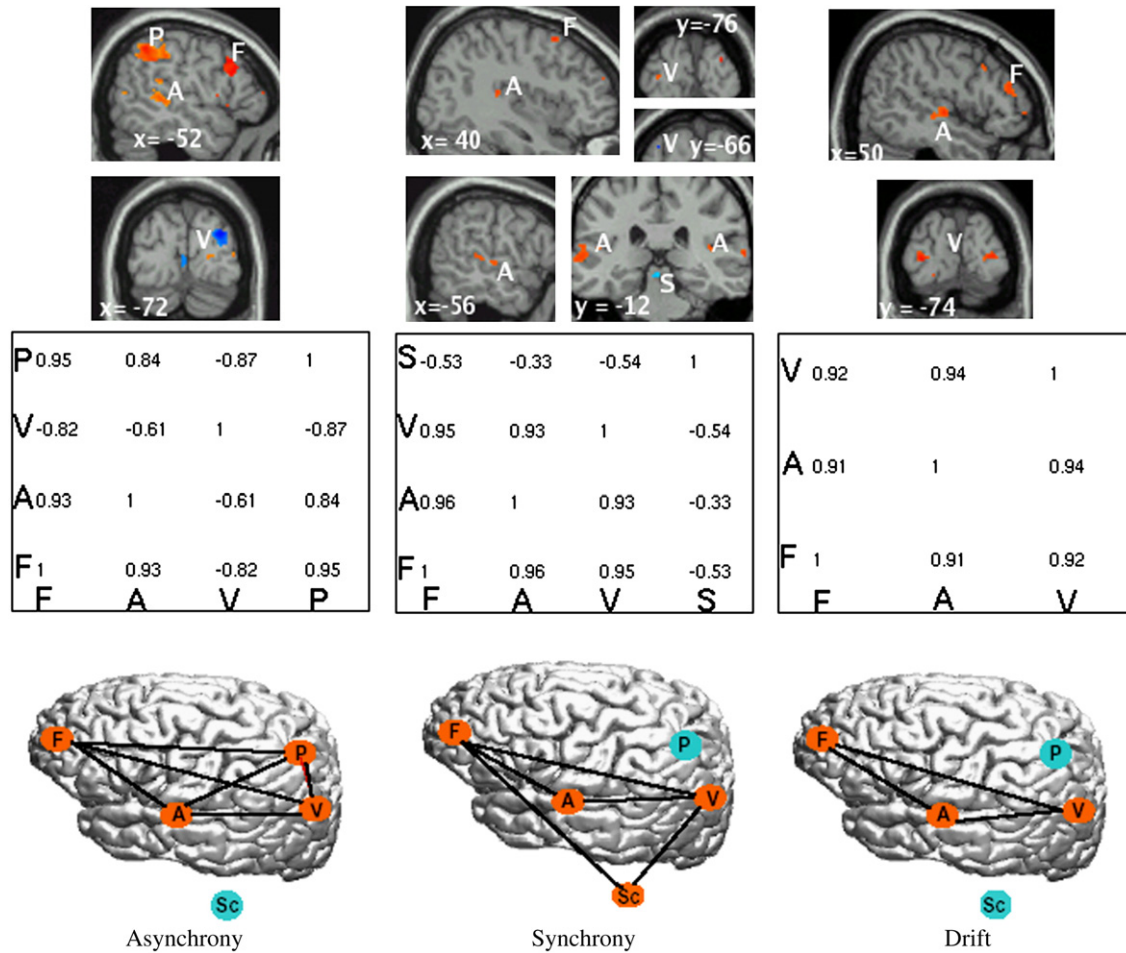 P
F
A
x= -52
F
A
x= 40
y=-76
V
V y=-66
F
A
x=50
V
x= -72
A
x=-56
A A
S
y = -12
V
y = -74
P 0.95 0.84 -0.87 1
V -0.82 -0.61 1 -0.87
A 0.93 1 -0.61 0.84
F 1 0.93 -0.82 0.95
F A V P
S -0.53 -0.33 -0.54 1
V 0.95 0.93 1 -0.54
A 0.96 1 0.93 -0.33
F 1 0.96 0.95 -0.53
F A V S
V 0.92 0.94 1
A 0.91 1 0.94
F 1 0.91 0.92
F A V
F
P
A V
Sc
Asynchrony
F
P
A V
Sc
Synchrony
F
P
A V
Sc
Drift